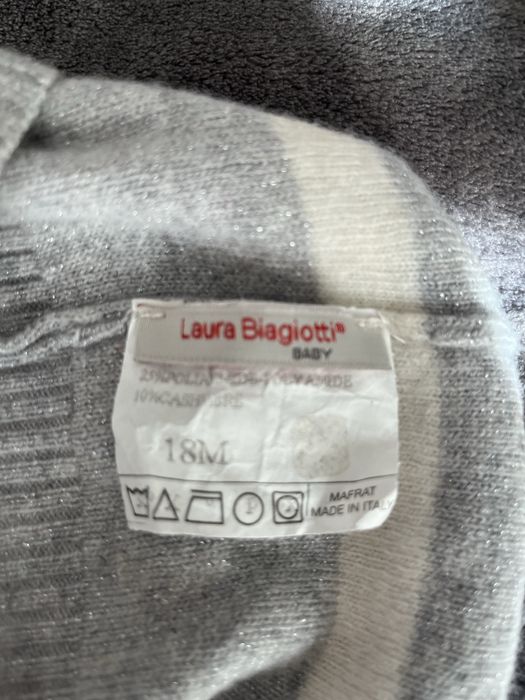 Laura Biagiotti®
BABY
10%CASHMERE
18M
P
MAFRAT
MADE IN ITALY